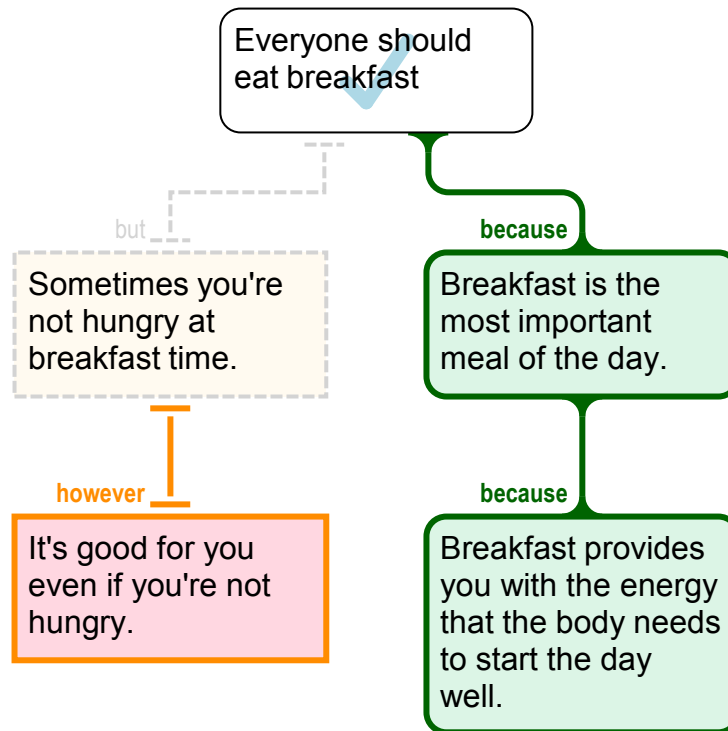 Everyone should
eat breakfast
but
because
Sometimes you're
not hungry at
breakfast time.
Breakfast is the
most important
meal of the day.
however
because
It's good for you
even if you're not
hungry.
Breakfast provides
you with the energy
that the body needs
to start the day
well.